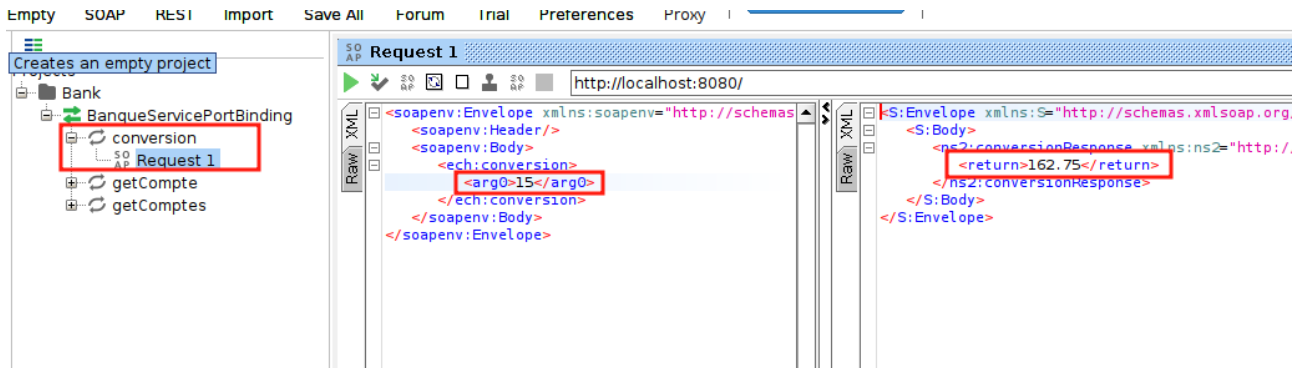 Empty SOAP REST Import Save All Forum Trial Preferences Proxy
Creates an empty project
Projects
Bank
BanqueServicePortBinding
conversion
SOAP Request 1
getCompte
getComptes
SOAP Request 1
http://localhost:8080/
XML
Raw
<soapenv:Envelope xmlns:soapenv="http://schemas
<soapenv:Header/>
<soapenv:Body>
<ech:conversion>
<arg0>15</arg0>
</ech:conversion>
</soapenv:Body>
</soapenv:Envelope>
XML
Raw
<S:Envelope xmlns:S="http://schemas.xmlsoap.org/
<S:Body>
<ns2:conversionResponse xmlns:ns2="http:/
<return>162.75</return>
</ns2:conversionResponse>
</S:Body>
</S:Envelope>